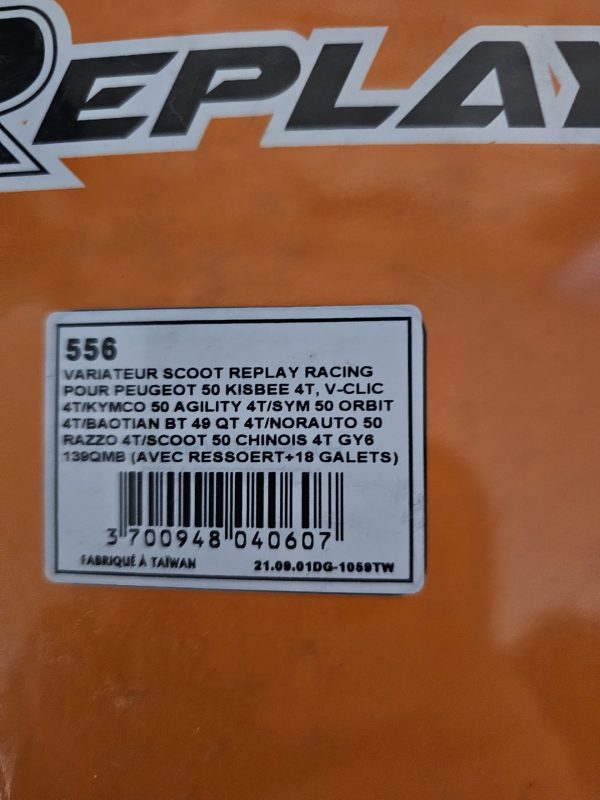 REPLAY
556
VARIATEUR SCOOT REPLAY RACING
POUR PEUGEOT 50 KISBEE 4T, V-CLIC
4T/KYMCO 50 AGILITY 4T/SYM 50 ORBIT
4T/BAOTIAN BT 49 QT 4T/NORAUTO 50
RAZZO 4T/SCOOT 50 CHINOIS 4T GY6
139QMB (AVEC RESSOERT+18 GALETS)
3 700948 040607
FABRIQUÉ À TAÏWAN 21.09.01DG-1059TW